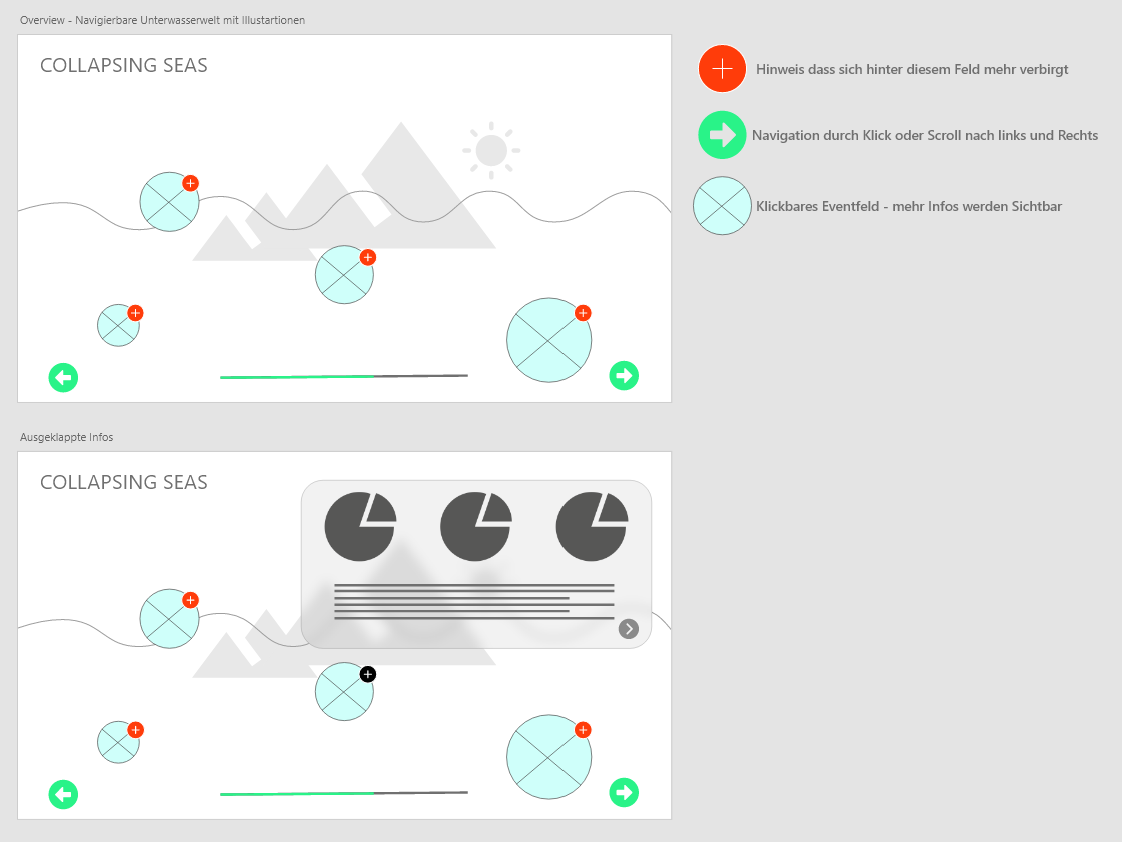 Overview - Navigierbare Unterwasserwelt mit Illustartionen
COLLAPSING SEAS
Hinweis dass sich hinter diesem Feld mehr verbirgt
Navigation durch Klick oder Scroll nach links und Rechts
Klickbares Eventfeld - mehr Infos werden Sichtbar
Ausgeklappte Infos
COLLAPSING SEAS